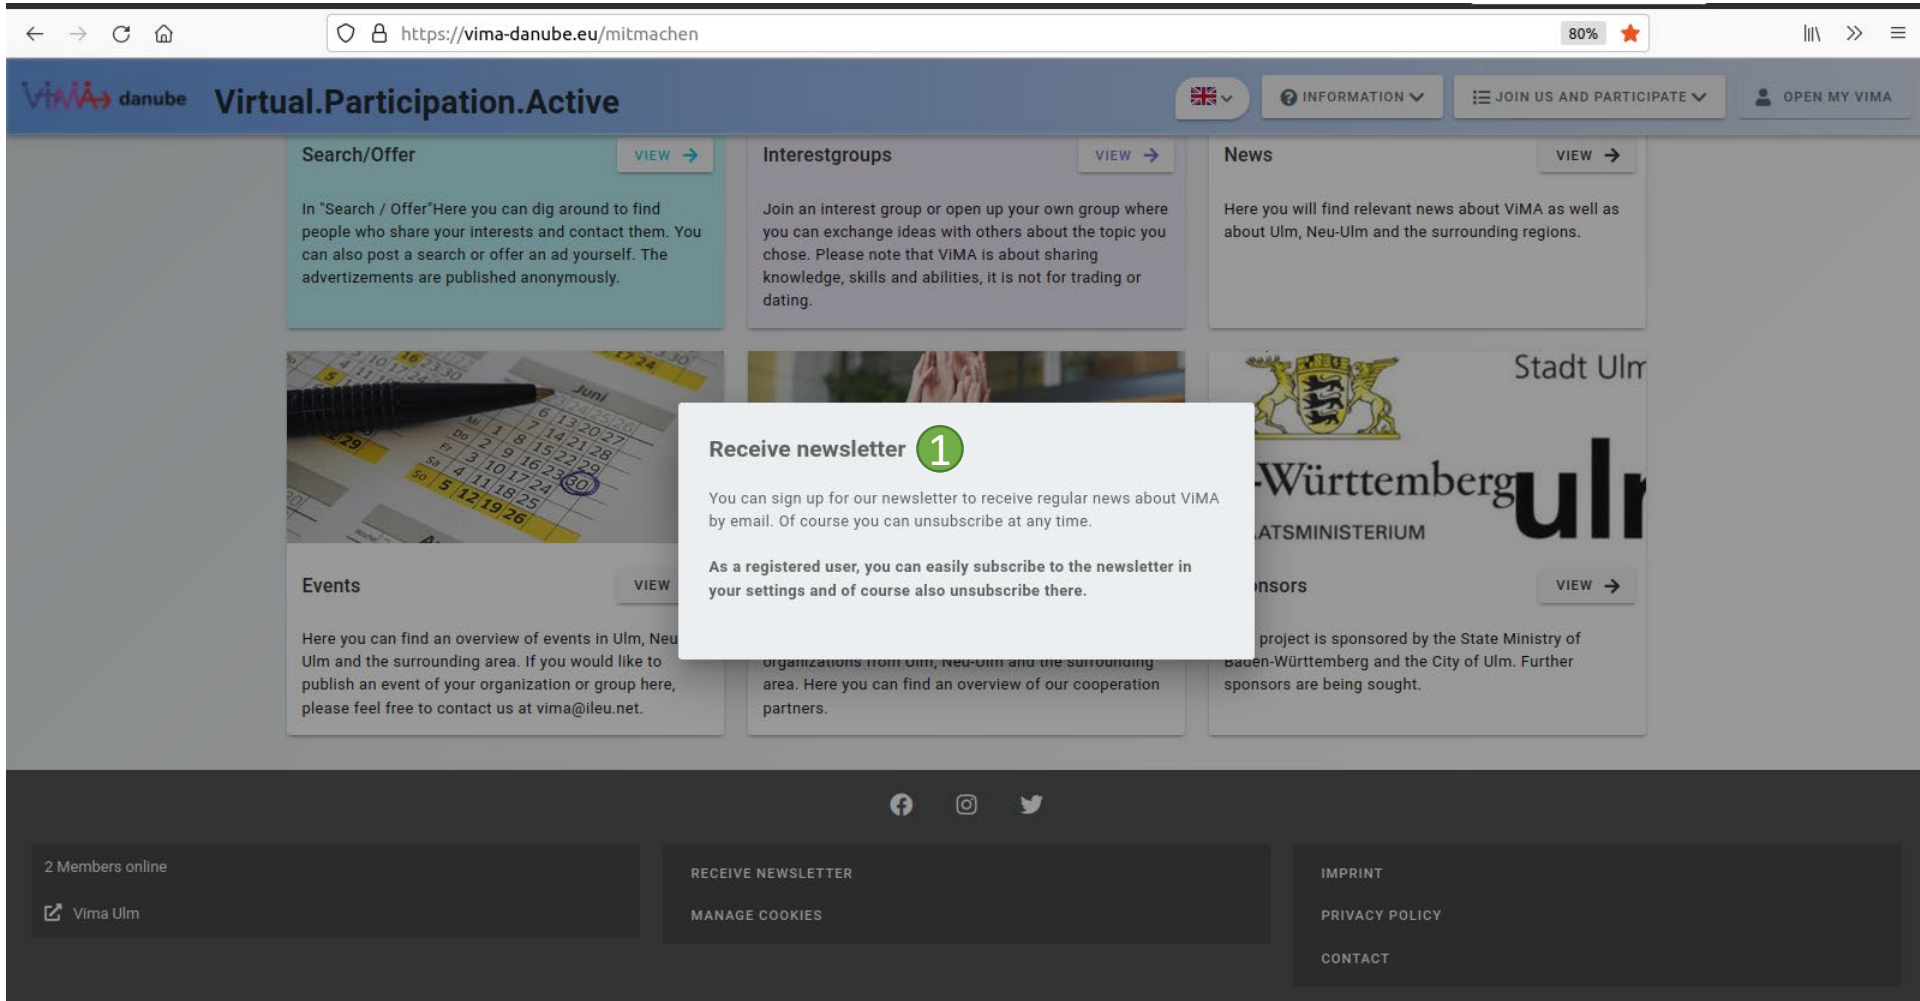 https://vima-danube.eu/mitmachen
80%
ViMA danube
Virtual.Participation.Active
INFORMATION
JOIN US AND PARTICIPATE
OPEN MY VIMA
Search/Offer
VIEW
In "Search / Offer"Here you can dig around to find
people who share your interests and contact them. You
can also post a search or offer an ad yourself. The
advertizements are published anonymously.
Interestgroups
VIEW
Join an interest group or open up your own group where
you can exchange ideas with others about the topic you
chose. Please note that ViMA is about sharing
knowledge, skills and abilities, it is not for trading or
dating.
News
VIEW
Here you will find relevant news about ViMA as well as
about Ulm, Neu-Ulm and the surrounding regions.
Juni
Stadt Ulm
-Württemberg
ATSMINISTERIUM
Receive newsletter
1
You can sign up for our newsletter to receive regular news about ViMA
by email. Of course you can unsubscribe at any time.
As a registered user, you can easily subscribe to the newsletter in
your settings and of course also unsubscribe there.
Events
VIEW
Here you can find an overview of events in Ulm, Neu
Ulm and the surrounding area. If you would like to
publish an event of your organization or group here,
please feel free to contact us at vima@ileu.net.
organizations from Ulm, Neu-Ulm and the surrounding
area. Here you can find an overview of our cooperation
partners.
nsors
VIEW
project is sponsored by the State Ministry of
Baden-Württemberg and the City of Ulm. Further
sponsors are being sought.
2 Members online
Vima Ulm
RECEIVE NEWSLETTER
MANAGE COOKIES
IMPRINT
PRIVACY POLICY
CONTACT